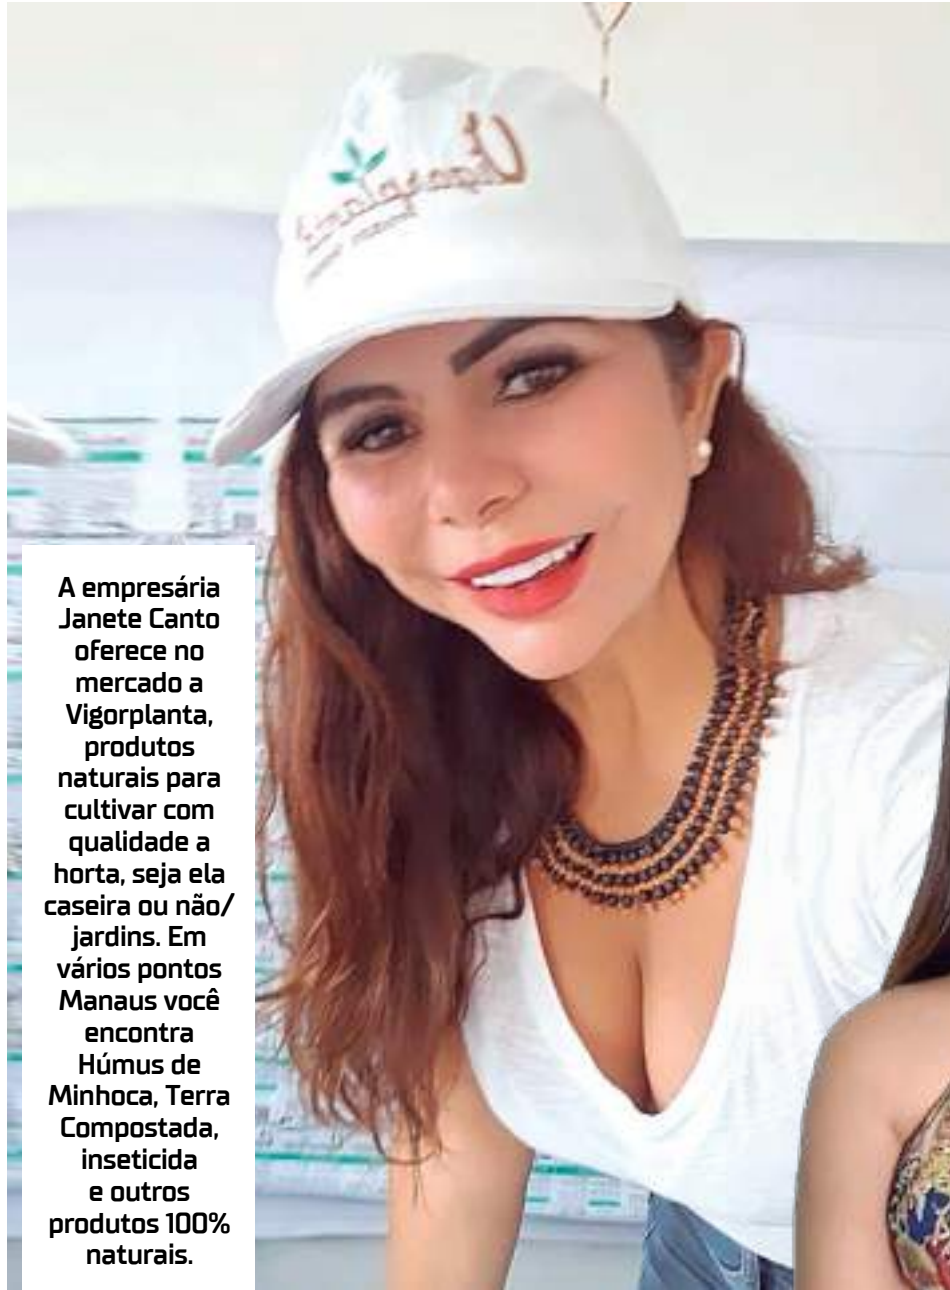 Vigorplanta
A empresária
Janete Canto
oferece no
mercado a
Vigorplanta,
produtos
naturais para
cultivar com
qualidade a
horta, seja ela
caseira ou não/
jardins. Em
vários pontos
Manaus você
encontra
Húmus de
Minhoca, Terra
Compostada,
inseticida
e outros
produtos 100%
naturais.